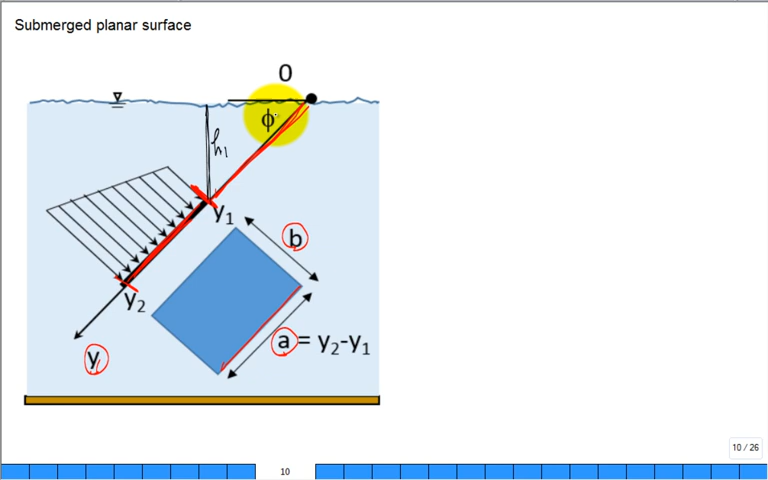 Submerged planar surface
0
ϕ
h1
y1
b
y2
a = y2-y1
y
10 / 26
10